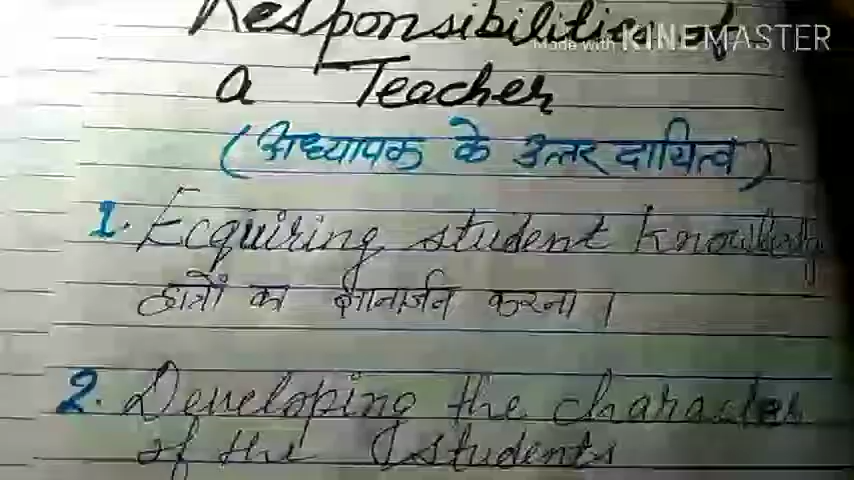 Responsibilities of
Made with KINEMASTER
a Teacher
(अध्यापक के उत्तर दायित्व)
1. Ecquiring student knowledge
छात्रों का ज्ञानार्जन करना ।
2. Developing the character
of the students